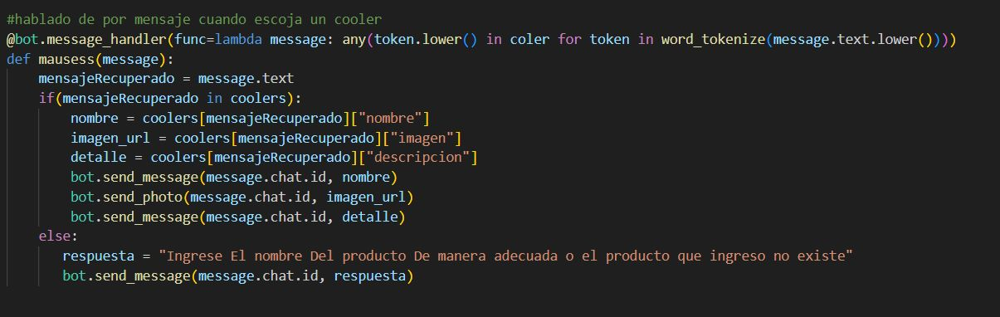 #hablado de por mensaje cuando escoja un cooler
@bot.message_handler(func=lambda message: any(token.lower() in coler for token in word_tokenize(message.text.lower())))
def mausess(message):
    mensajeRecuperado = message.text
    if(mensajeRecuperado in coolers):
        nombre = coolers[mensajeRecuperado]["nombre"]
        imagen_url = coolers[mensajeRecuperado]["imagen"]
        detalle = coolers[mensajeRecuperado]["descripcion"]
        bot.send_message(message.chat.id, nombre)
        bot.send_photo(message.chat.id, imagen_url)
        bot.send_message(message.chat.id, detalle)
    else:
       respuesta = "Ingrese El nombre Del producto De manera adecuada o el producto que ingreso no existe"
       bot.send_message(message.chat.id, respuesta)